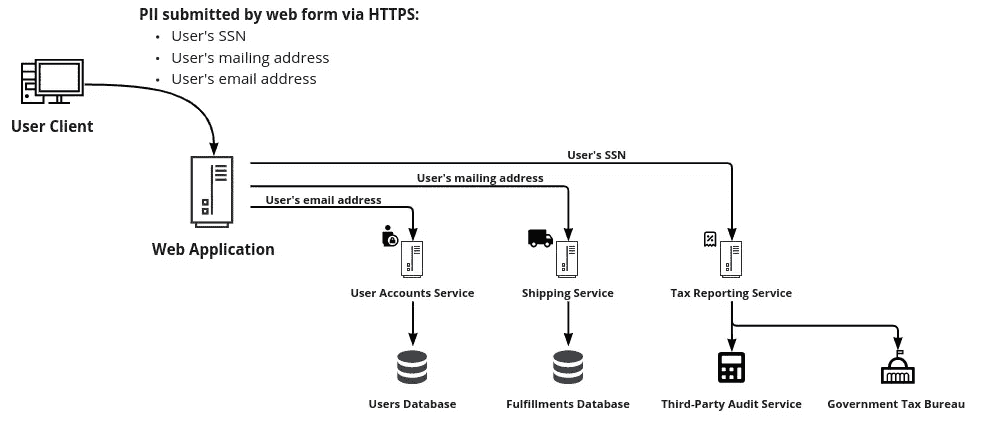 PII submitted by web form via HTTPS:
• User's SSN
• User's mailing address
• User's email address
User Client
User's SSN
User's mailing address
User's email address
Web Application
User Accounts Service
Shipping Service
Tax Reporting Service
Users Database
Fulfillments Database
Third-Party Audit Service
Government Tax Bureau